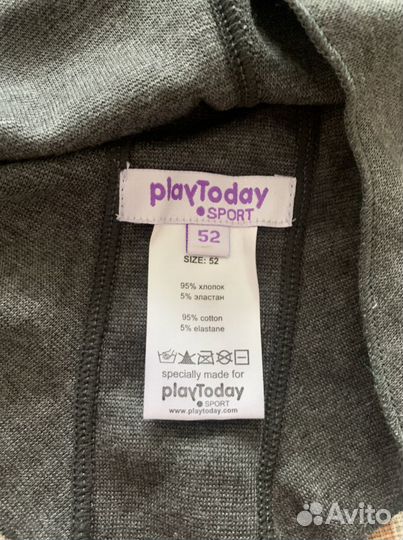 playToday
SPORT
52
SIZE: 52
95% хлопок
5% эластан
95% cotton
5% elastane
specially made for
playToday
SPORT
www.playtoday.com
Avito